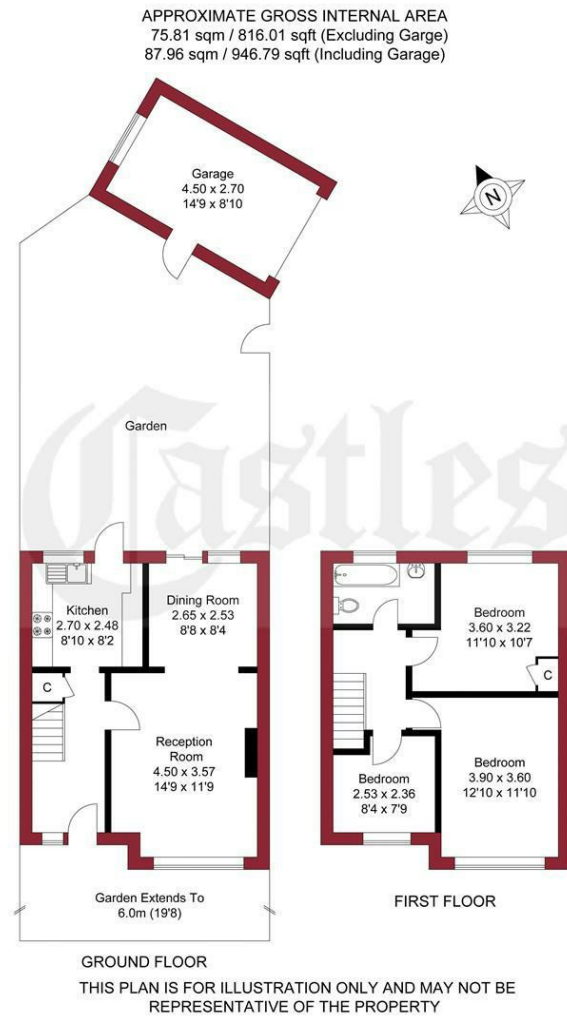 APPROXIMATE GROSS INTERNAL AREA
75.81 sqm / 816.01 sqft (Excluding Garge)
87.96 sqm / 946.79 sqft (Including Garage)
Garage
4.50 x 2.70
14'9 x 8'10
N
Garden
Castles
Kitchen
2.70 x 2.48
8'10 x 8'2
Dining Room
2.65 x 2.53
8'8 x 8'4
C
Reception
Room
4.50 x 3.57
14'9 x 11'9
Garden Extends To
6.0m (19'8)
GROUND FLOOR
Bedroom
3.60 x 3.22
11'10 x 10'7
C
Bedroom
3.90 x 3.60
12'10 x 11'10
Bedroom
2.53 x 2.36
8'4 x 7'9
FIRST FLOOR
THIS PLAN IS FOR ILLUSTRATION ONLY AND MAY NOT BE
REPRESENTATIVE OF THE PROPERTY